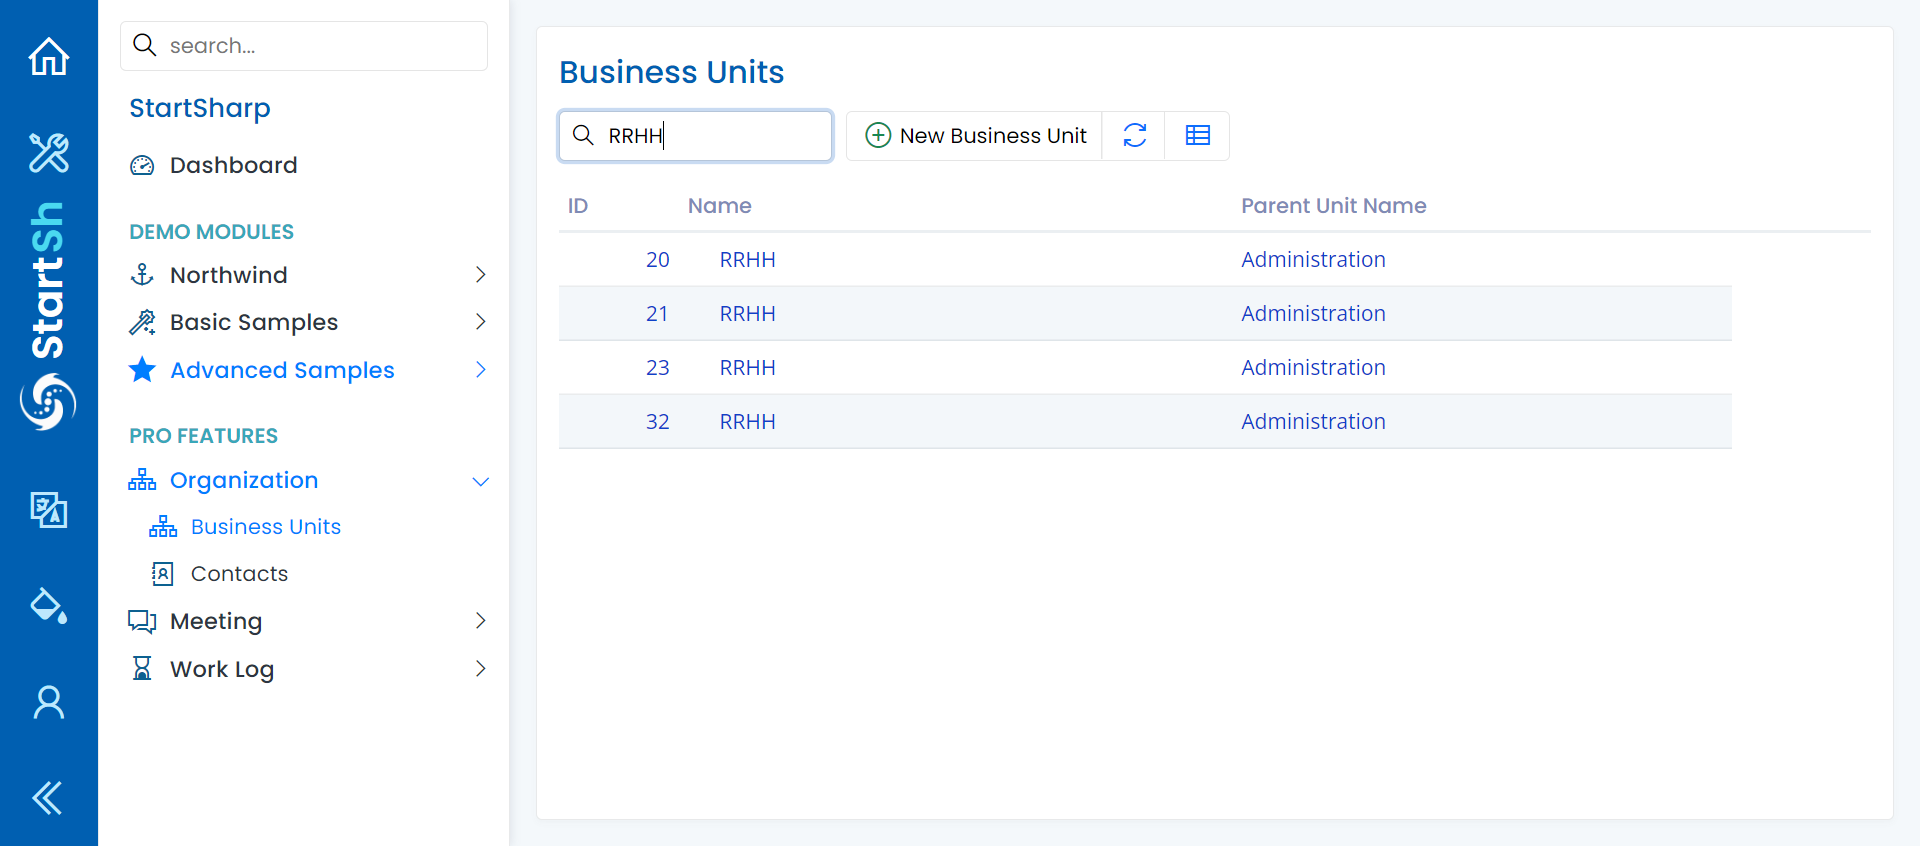 StartSh
search...
StartSharp
Dashboard
DEMO MODULES
Northwind
Basic Samples
Advanced Samples
PRO FEATURES
Organization
Business Units
Contacts
Meeting
Work Log
Business Units
RRHH
New Business Unit
ID Name Parent Unit Name
20 RRHH Administration
21 RRHH Administration
23 RRHH Administration
32 RRHH Administration